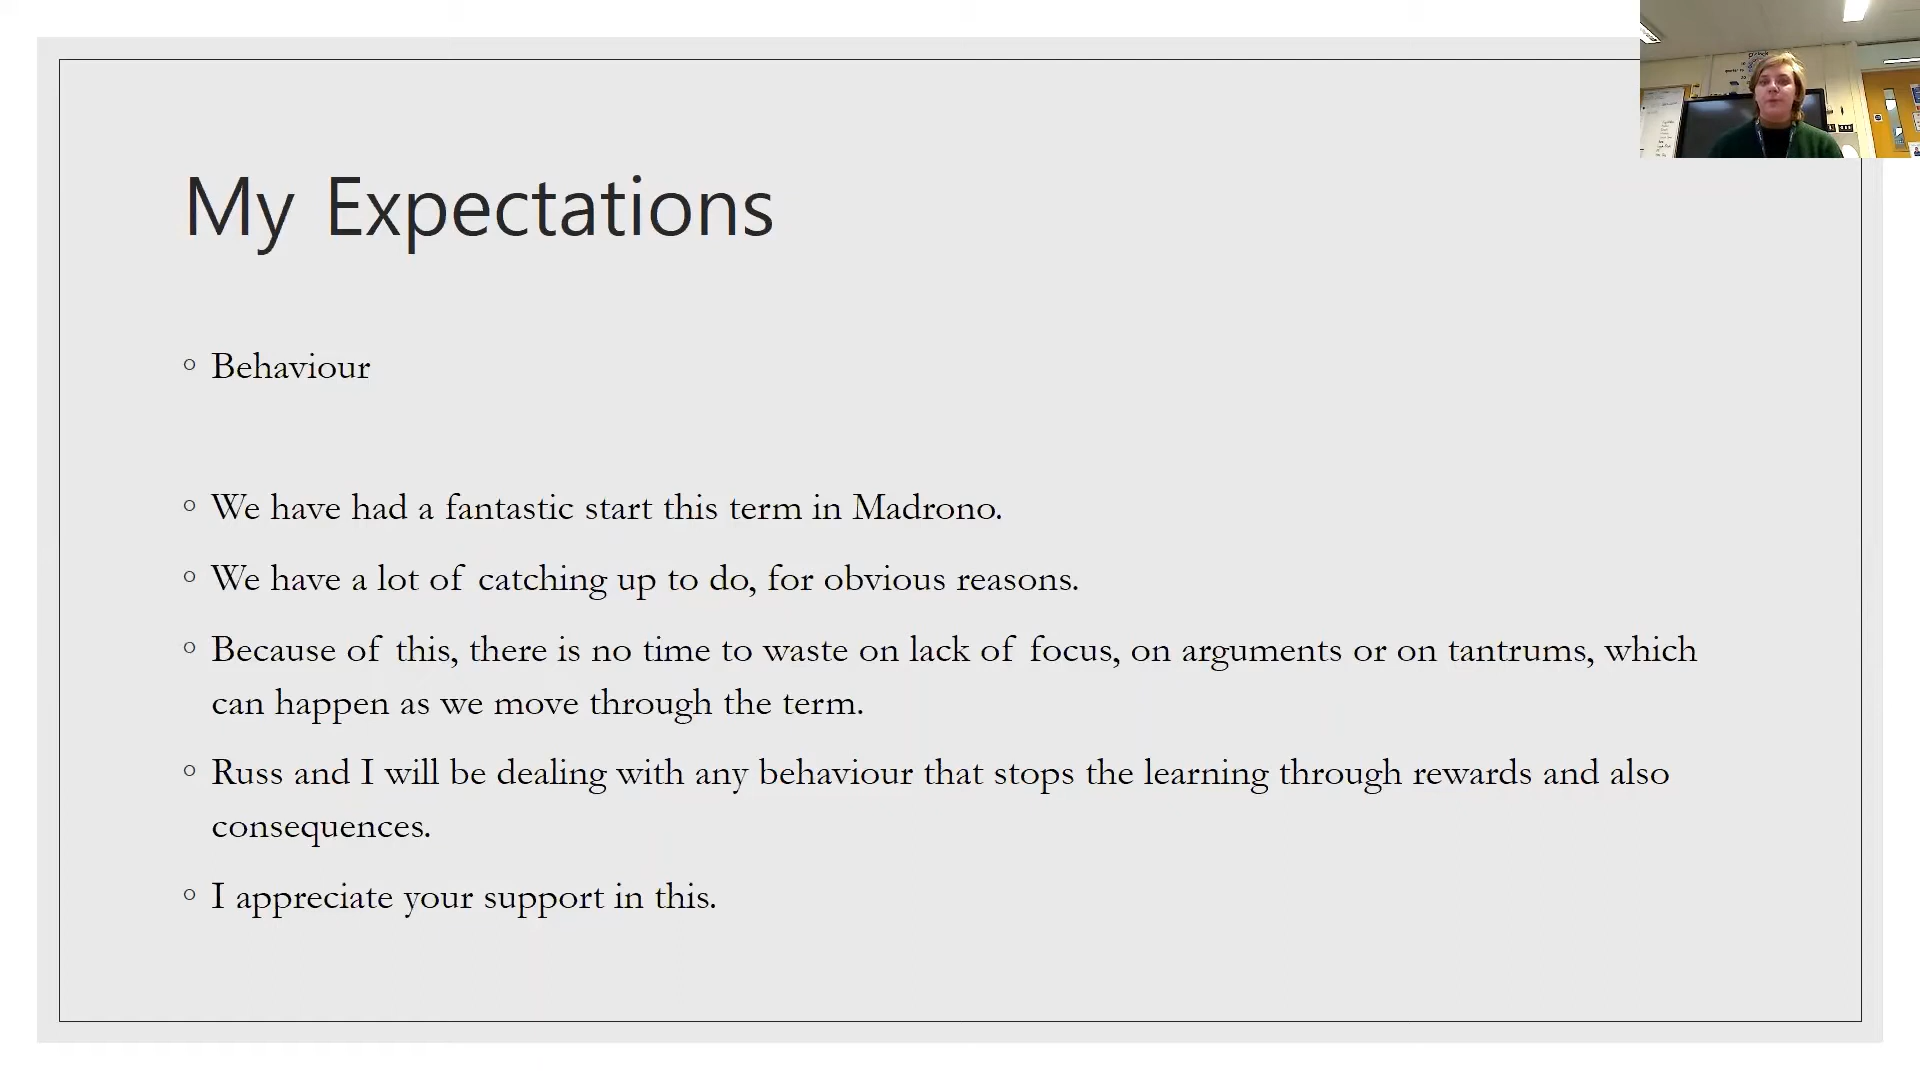 My Expectations
◦ Behaviour
◦ We have had a fantastic start this term in Madrono.
◦ We have a lot of catching up to do, for obvious reasons.
◦ Because of this, there is no time to waste on lack of focus, on arguments or on tantrums, which
can happen as we move through the term.
◦ Russ and I will be dealing with any behaviour that stops the learning through rewards and also
consequences.
◦ I appreciate your support in this.